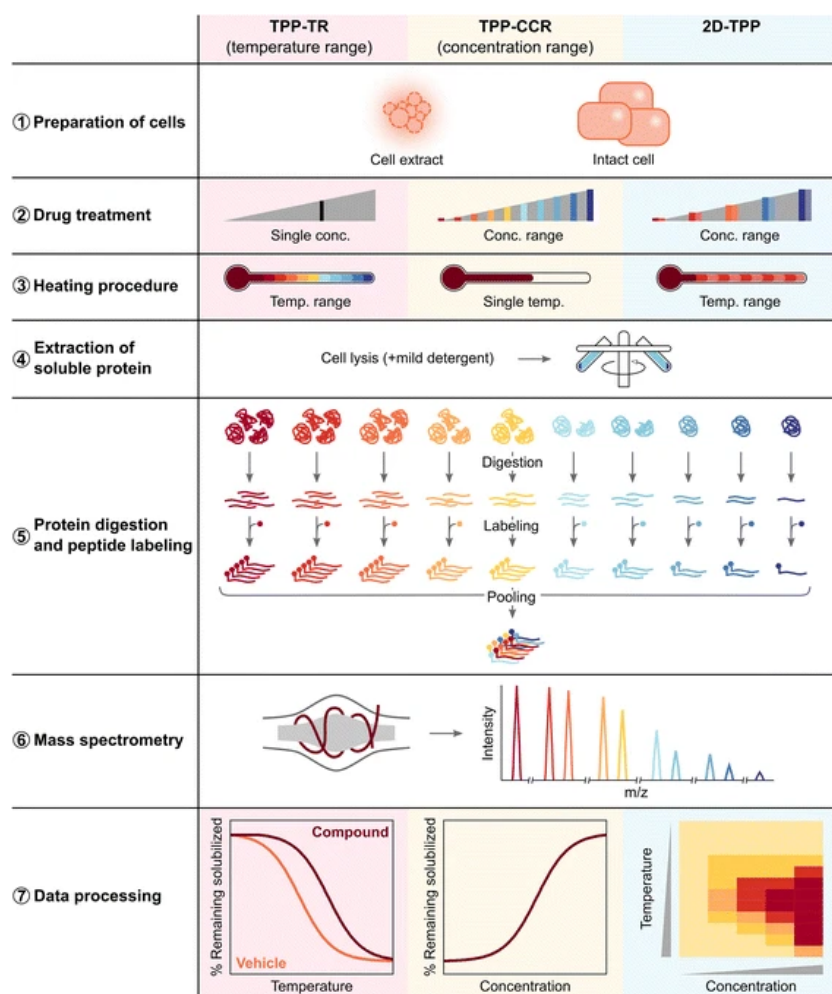 TPP-TR
(temperature range)
TPP-CCR
(concentration range)
2D-TPP
① Preparation of cells
Cell extract
Intact cell
② Drug treatment
Single conc.
Conc. range
Conc. range
③ Heating procedure
Temp. range
Single temp.
Temp. range
④ Extraction of
soluble protein
Cell lysis (+mild detergent)
Digestion
⑤ Protein digestion
and peptide labeling
Labeling
Pooling
⑥ Mass spectrometry
Intensity
m/z
⑦ Data processing
% Remaining solubilized
Compound
Vehicle
Temperature
% Remaining solubilized
Concentration
Temperature
Concentration